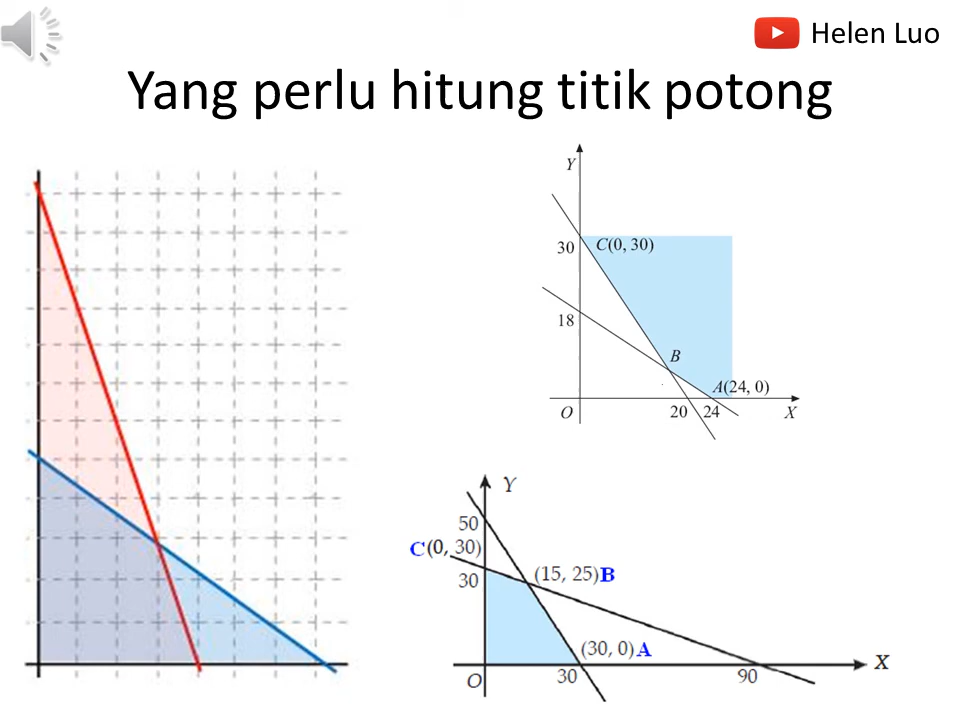 Helen Luo
Yang perlu hitung titik potong
Y
30
C(0, 30)
18
B
A(24, 0)
O
20
24
X
Y
50
C(0, 30)
30
(15, 25)B
(30, 0)A
O
30
90
X